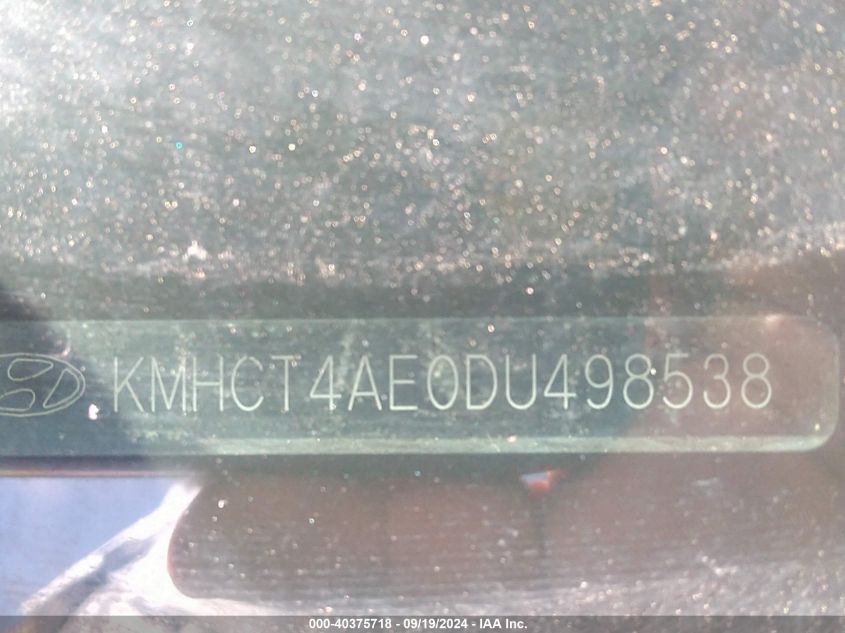 KMHCT4AE0DU498538
000-40375718 - 09/19/2024 - IAA Inc.